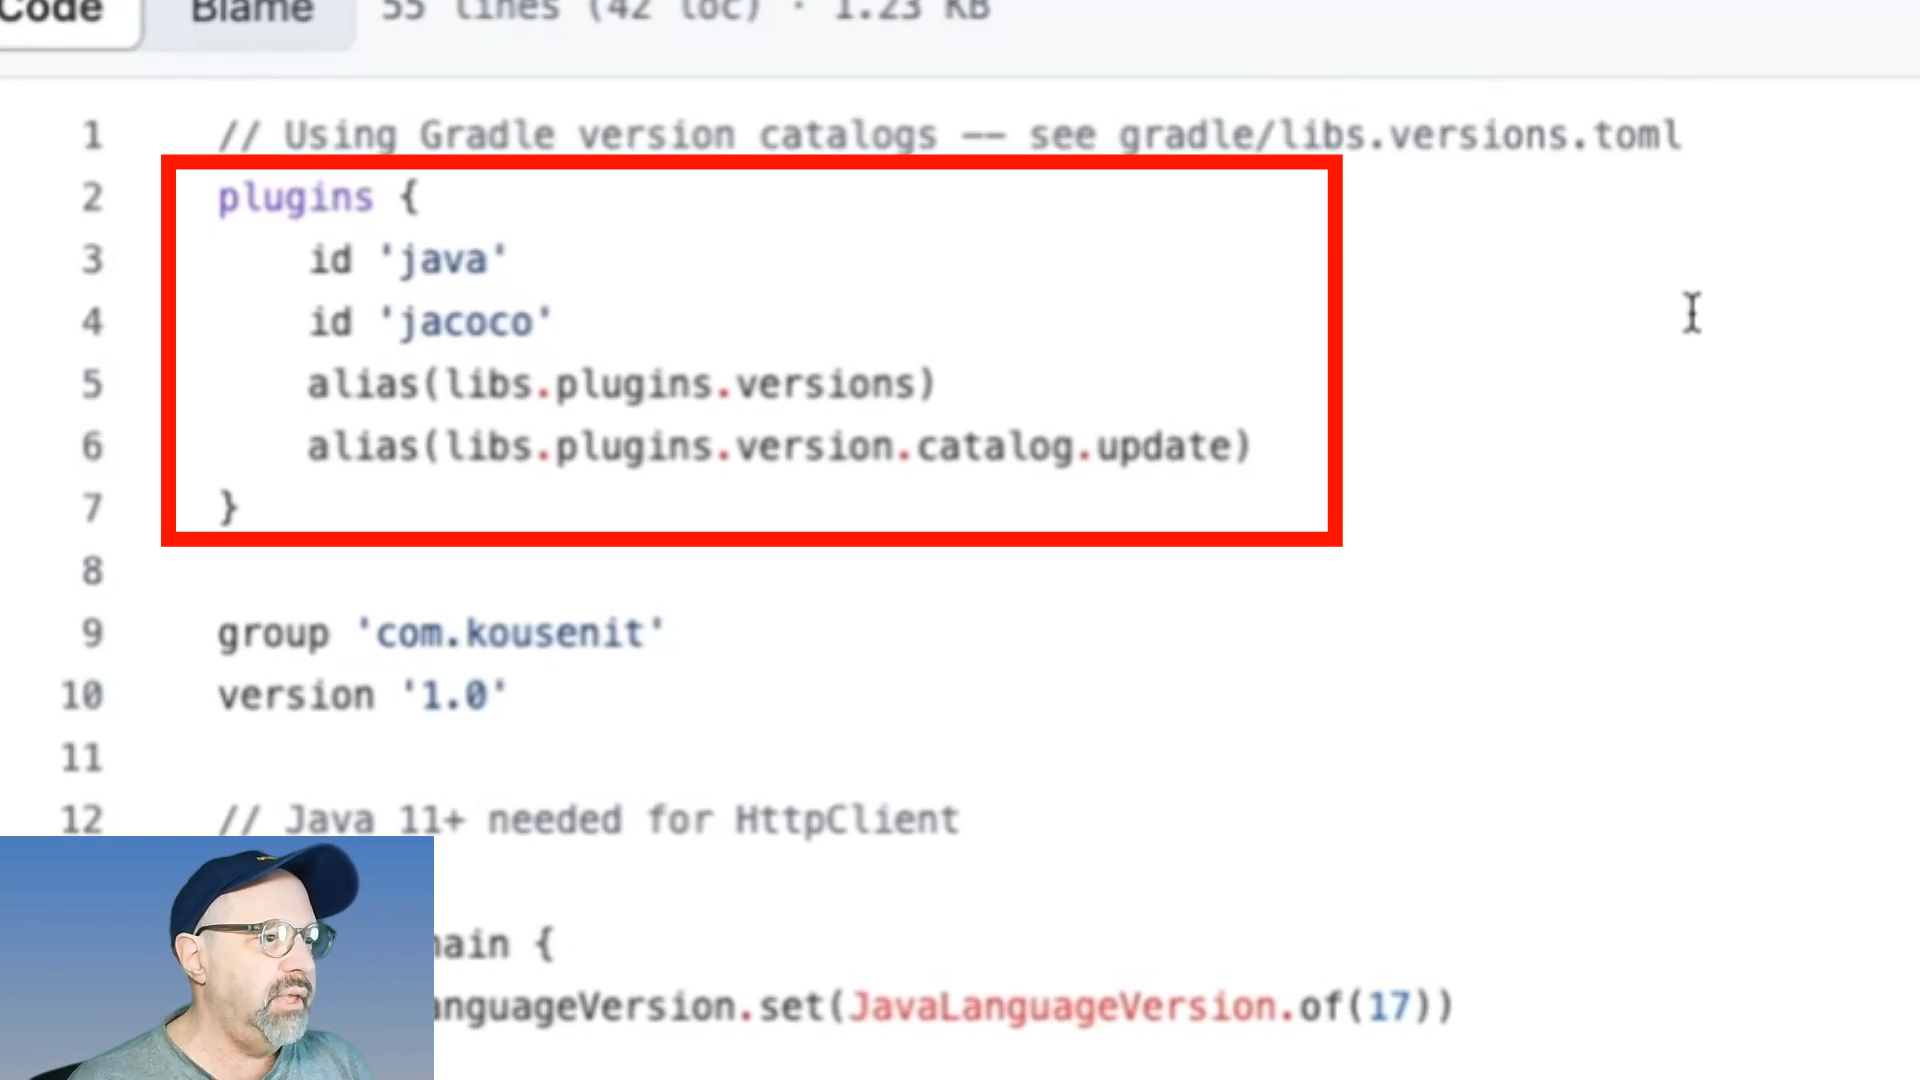 Code Blame 55 lines (42 loc) · 1.23 KB
1 // Using Gradle version catalogs –– see gradle/libs.versions.toml
2 plugins {
3 id 'java'
4 id 'jacoco'
5 alias(libs.plugins.versions)
6 alias(libs.plugins.version.catalog.update)
7 }
8
9 group 'com.kousenit'
10 version '1.0'
11
12 // Java 11+ needed for HttpClient
hain {
anguageVersion.set(JavaLanguageVersion.of(17))